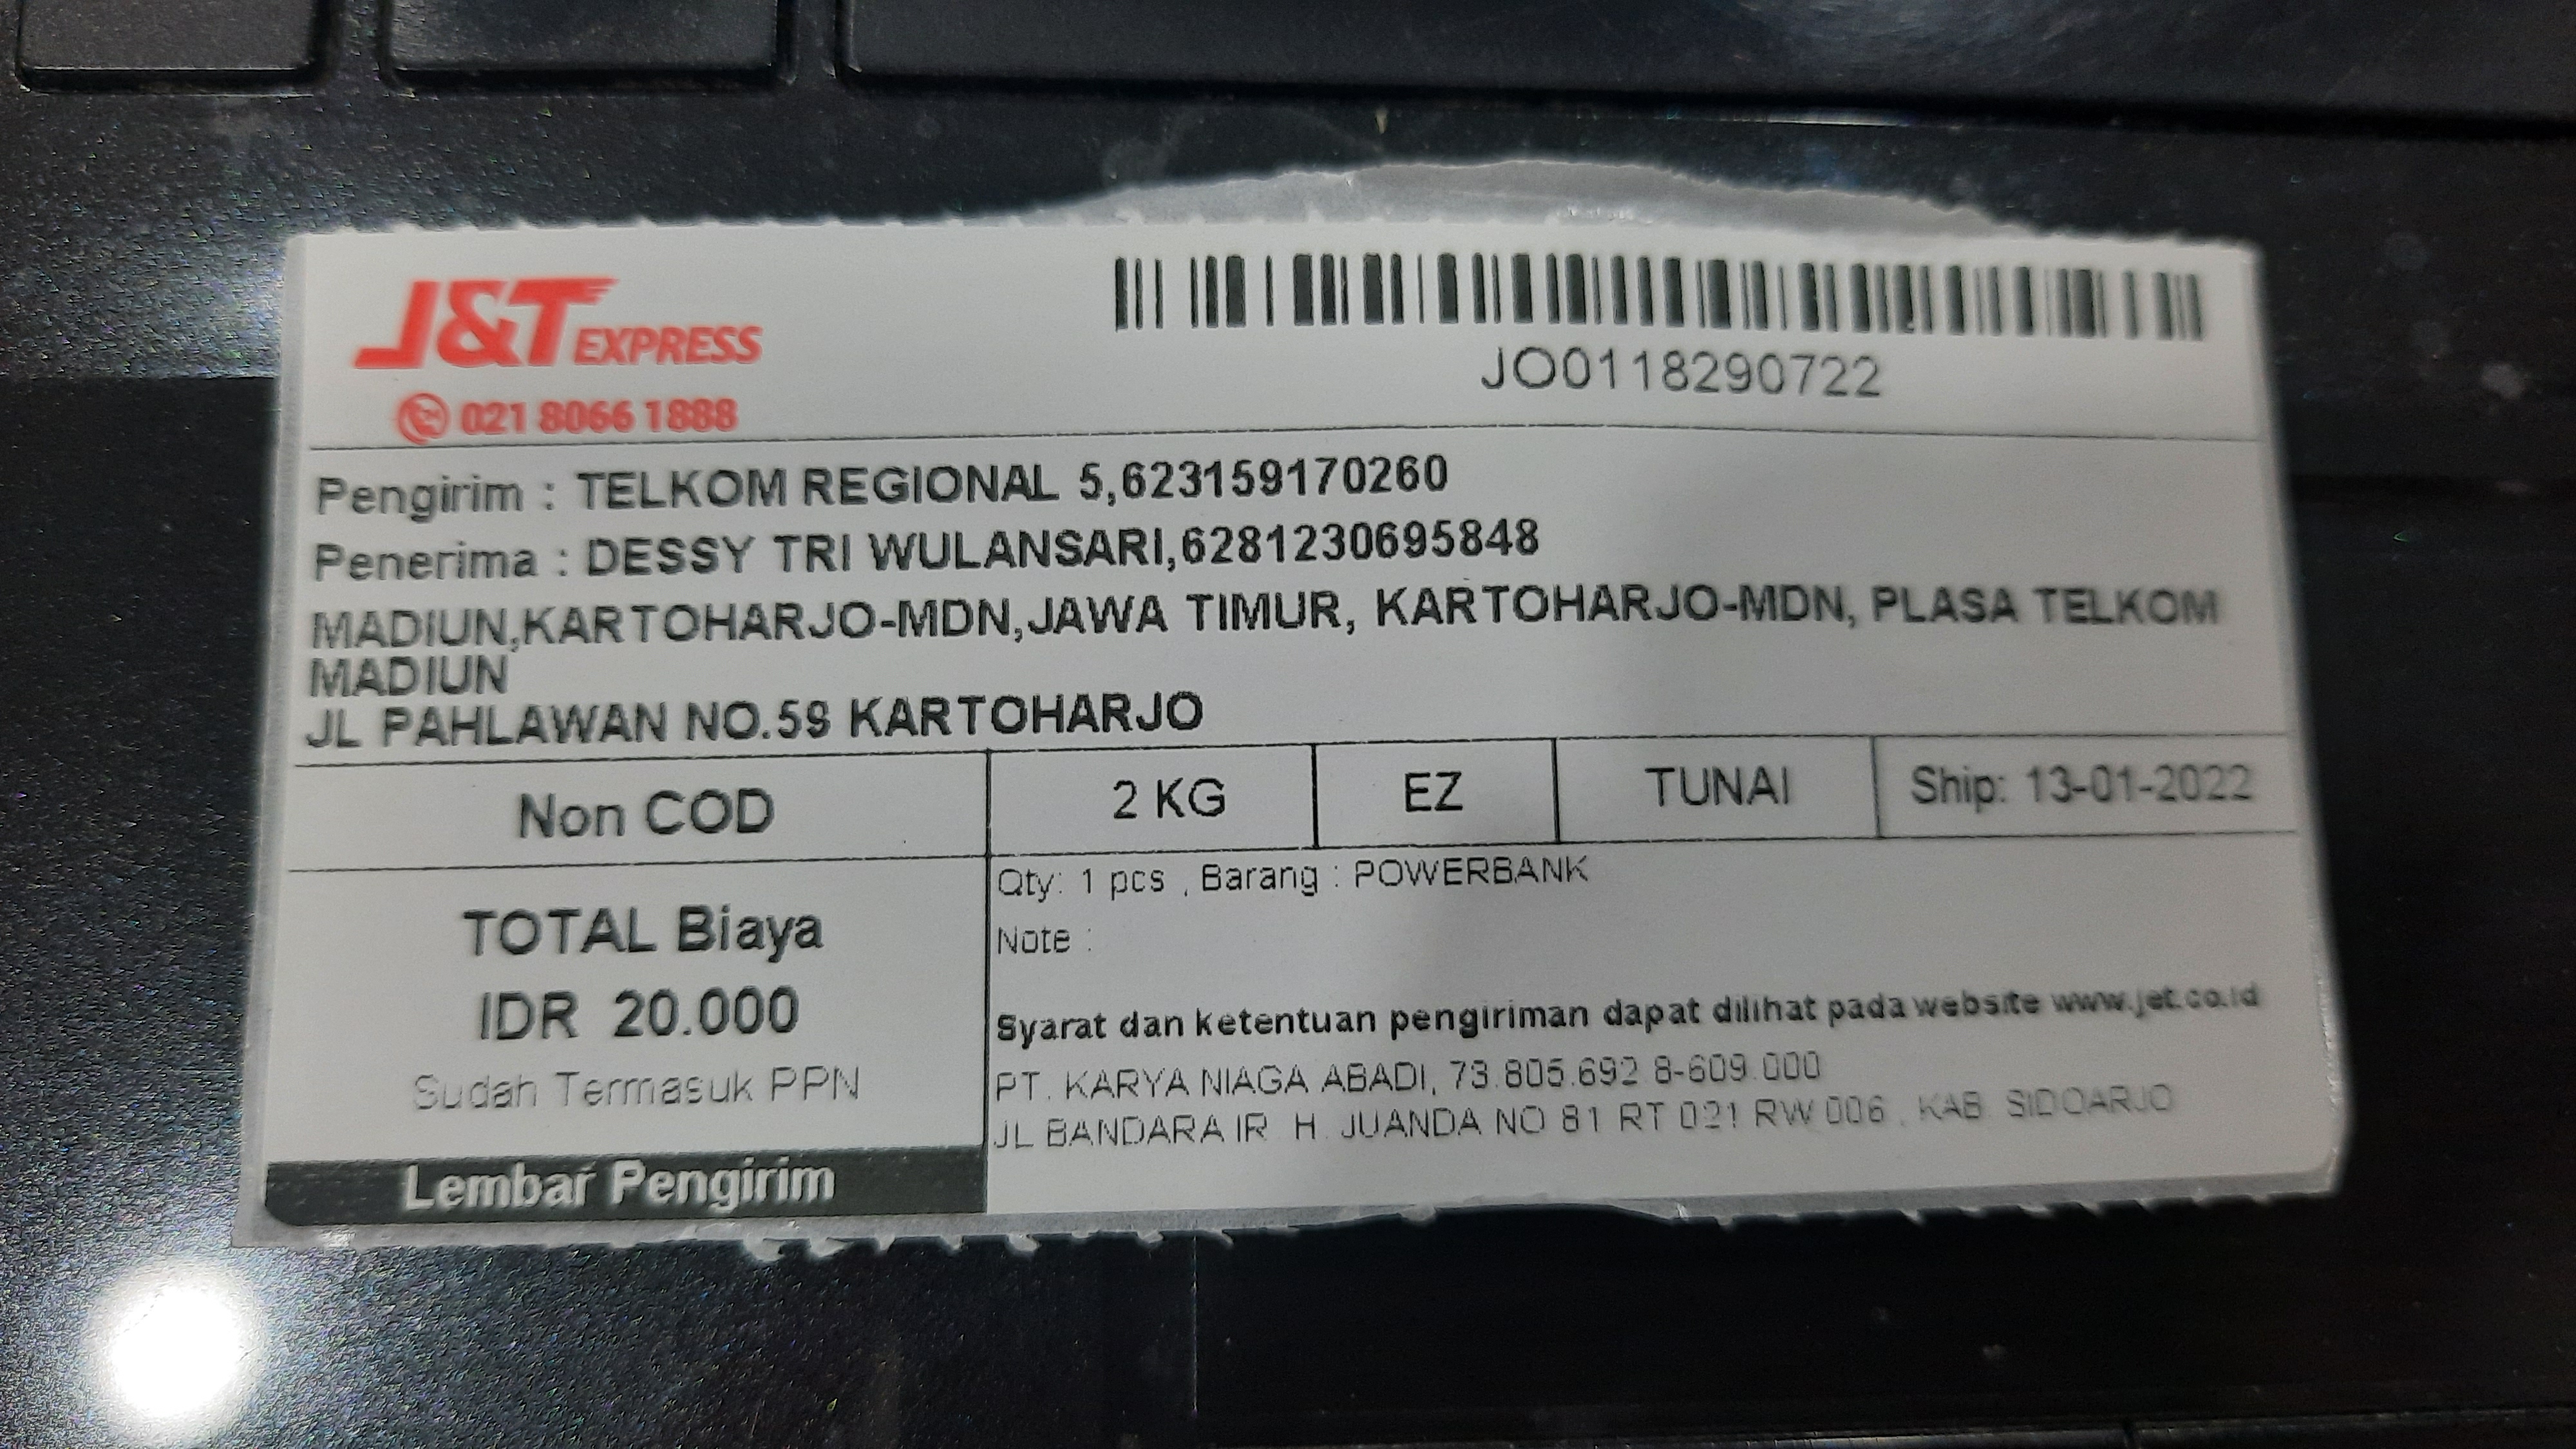 J&T EXPRESS
021 8066 1888
JO0118290722
Pengirim : TELKOM REGIONAL 5,623159170260
Penerima : DESSY TRI WULANSARI,6281230695848
MADIUN,KARTOHARJO-MDN,JAWA TIMUR, KARTOHARJO-MDN, PLASA TELKOM
MADIUN
JL PAHLAWAN NO.59 KARTOHARJO
Non COD
2 KG
EZ
TUNAI
Ship: 13-01-2022
TOTAL Biaya
IDR 20.000
Sudah Termasuk PPN
Lembar Pengirim
Qty: 1 pcs , Barang : POWERBANK
Note :
Syarat dan ketentuan pengiriman dapat dilihat pada website www.jet.co.id
PT. KARYA NIAGA ABADI, 73.805.692.8-609.000
JL BANDARA IR. H. JUANDA NO 81 RT 021 RW 006 , KAB. SIDOARJO